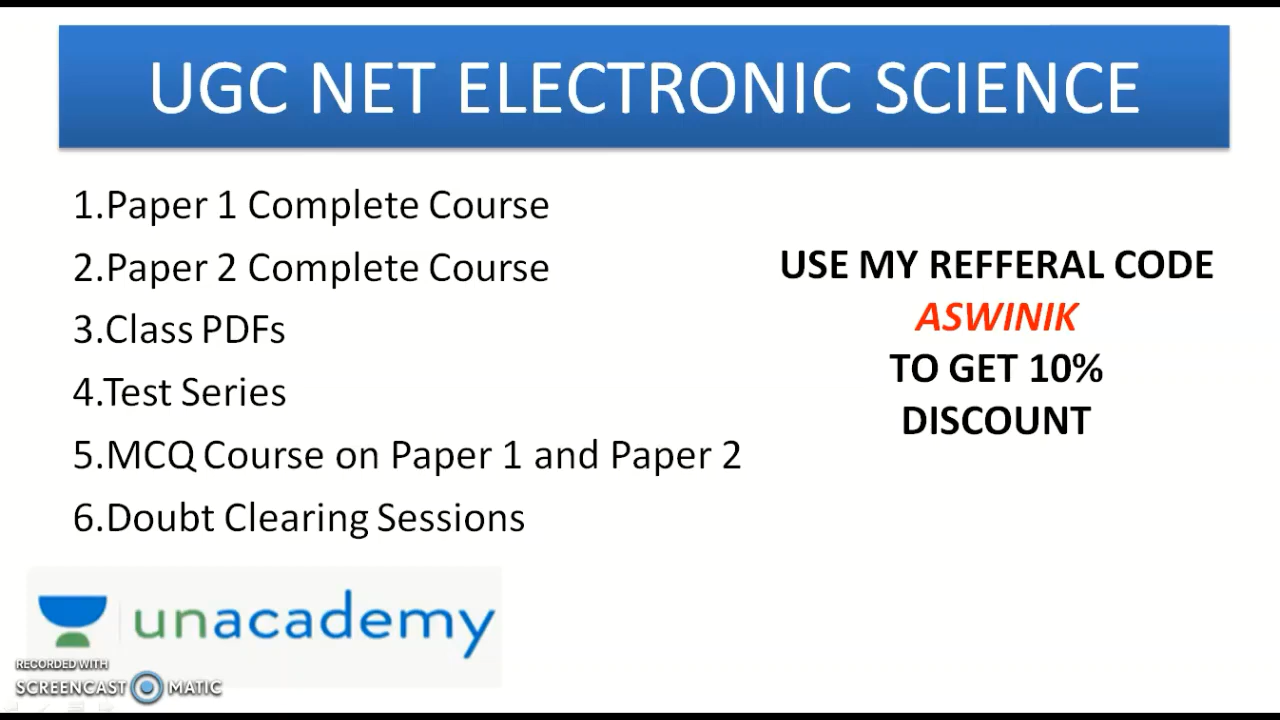 UGC NET ELECTRONIC SCIENCE
1.Paper 1 Complete Course
2.Paper 2 Complete Course
3.Class PDFs
4.Test Series
5.MCQ Course on Paper 1 and Paper 2
6.Doubt Clearing Sessions
USE MY REFFERAL CODE
ASWINIK
TO GET 10%
DISCOUNT
unacademy
RECORDED WITH
SCREENCAST MATIC